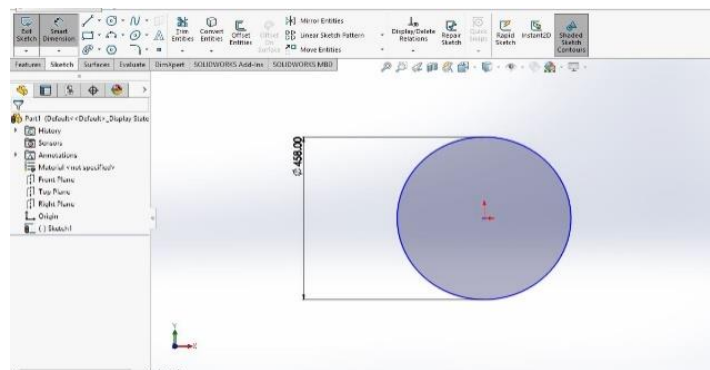 Exit Sketch
Smart Dimension
Trim Entities
Convert Entities
Offset Entities
Offset On Surface
Mirror Entities
Linear Sketch Pattern
Move Entities
Display/Delete Relations
Repair Sketch
Quick Snaps
Rapid Sketch
Instant2D
Shaded Sketch Contours
Features Sketch Surfaces Evaluate DimXpert SOLIDWORKS Add-Ins SOLIDWORKS MBD
Part1 (Default<<Default>_Display State
History
Sensors
Annotations
Material <not specified>
Front Plane
Top Plane
Right Plane
Origin
(-) Sketch1
∅ 458.00
Y
X